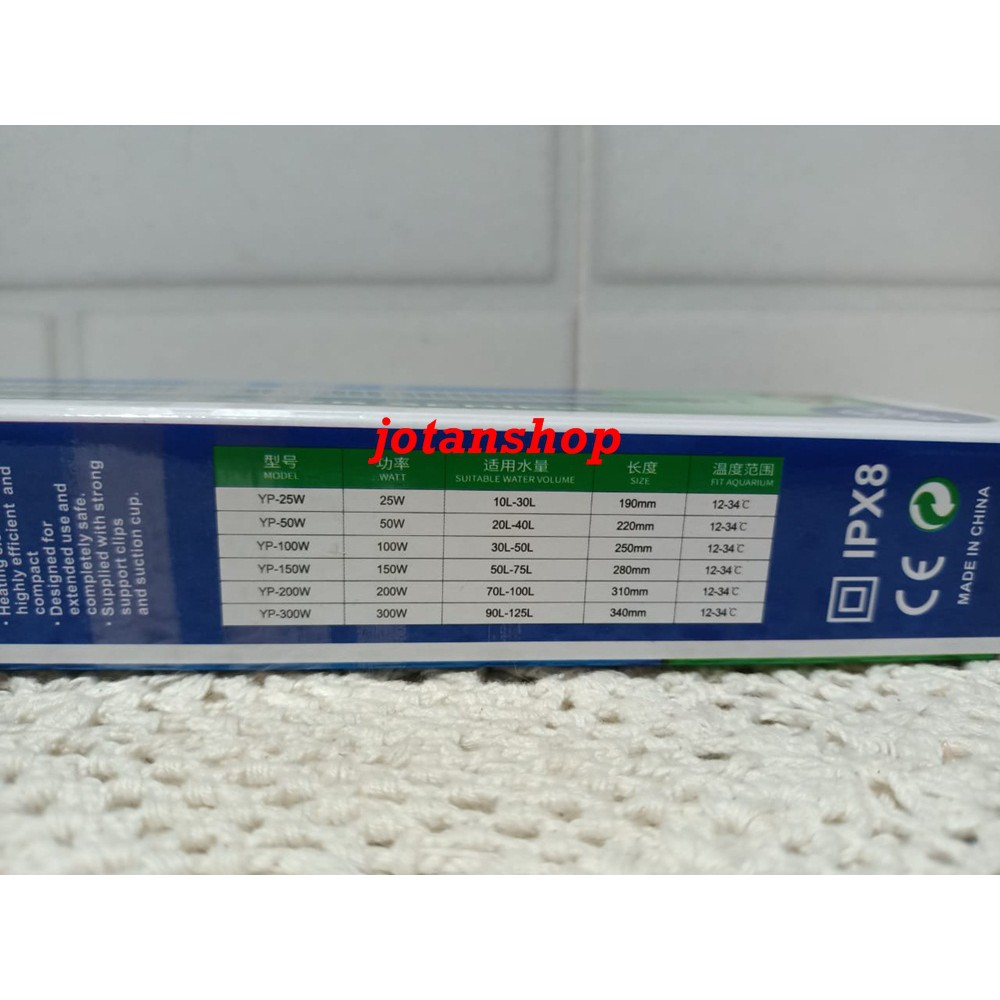 jotanshop
· Heating
highly efficient and
compact
· Designed for
extended use and
completely safe.
· Supplied with strong
support clips
and suction cup.
型号 功率 适用水量 长度 温度范围
MODEL WATT SUITABLE WATER VOLUME SIZE FIT AQUARIUM
YP-25W 25W 10L-30L 190mm 12-34℃
YP-50W 50W 20L-40L 220mm 12-34℃
YP-100W 100W 30L-50L 250mm 12-34℃
YP-150W 150W 50L-75L 280mm 12-34℃
YP-200W 200W 70L-100L 310mm 12-34℃
YP-300W 300W 90L-125L 340mm 12-34℃
IPX8
CE
MADE IN CHINA